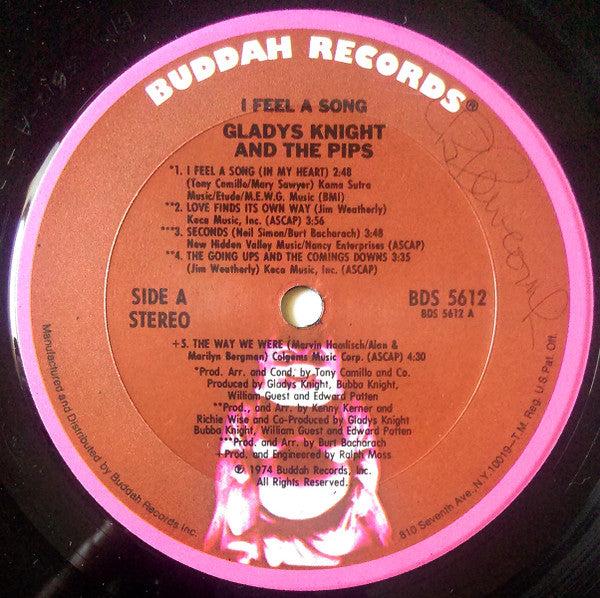 BUDDAH RECORDS®
I FEEL A SONG
GLADYS KNIGHT
AND THE PIPS
*1. I FEEL A SONG (IN MY HEART) 2:48
(Tony Camillo/Mary Sawyer) Kama Sutra
Music/Etude/M.E.W.G. Music (BMI)
**2. LOVE FINDS ITS OWN WAY (Jim Weatherly)
Keca Music, Inc. (ASCAP) 3:56
***3. SECONDS (Neil Simon/Burt Bacharach) 3:48
New Hidden Valley Music/Nancy Enterprises (ASCAP)
**4. THE GOING UPS AND THE COMINGS DOWNS 3:35
(Jim Weatherly) Keca Music, Inc. (ASCAP)
SIDE A
STEREO
BDS 5612
BDS 5612 A
+5. THE WAY WE WERE (Marvin Hamlisch/Alan &
Marilyn Bergman) Colgems Music Corp. (ASCAP) 4:30
*Prod. Arr. and Cond. by Tony Camillo and Co.
Produced by Gladys Knight, Bubba Knight,
William Guest and Edward Patten
**Prod., and Arr. by Kenny Kerner and
Richie Wise and Co-Produced by Gladys Knight
Bubba Knight, William Guest and Edward Patten
***Prod. and Arr. by Burt Bacharach
+Prod. and Engineered by Ralph Moss
℗ 1974 Buddah Records, Inc.
All Rights Reserved.
Manufactured and Distributed by Buddah Records Inc.
810 Seventh Ave., N.Y. 10019—T.M. Reg. U.S. Pat. Off.